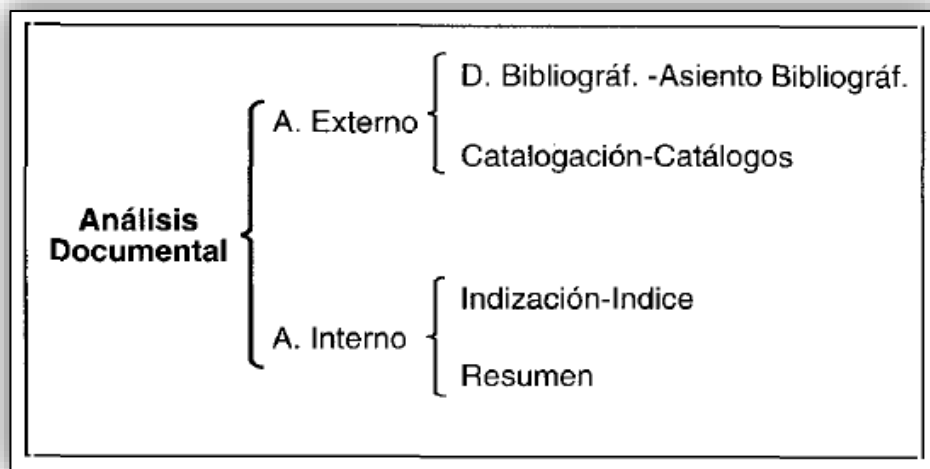 D. Bibliográf. -Asiento Bibliográf.
A. Externo
Catalogación-Catálogos
Análisis
Documental
Indización-Indice
A. Interno
Resumen